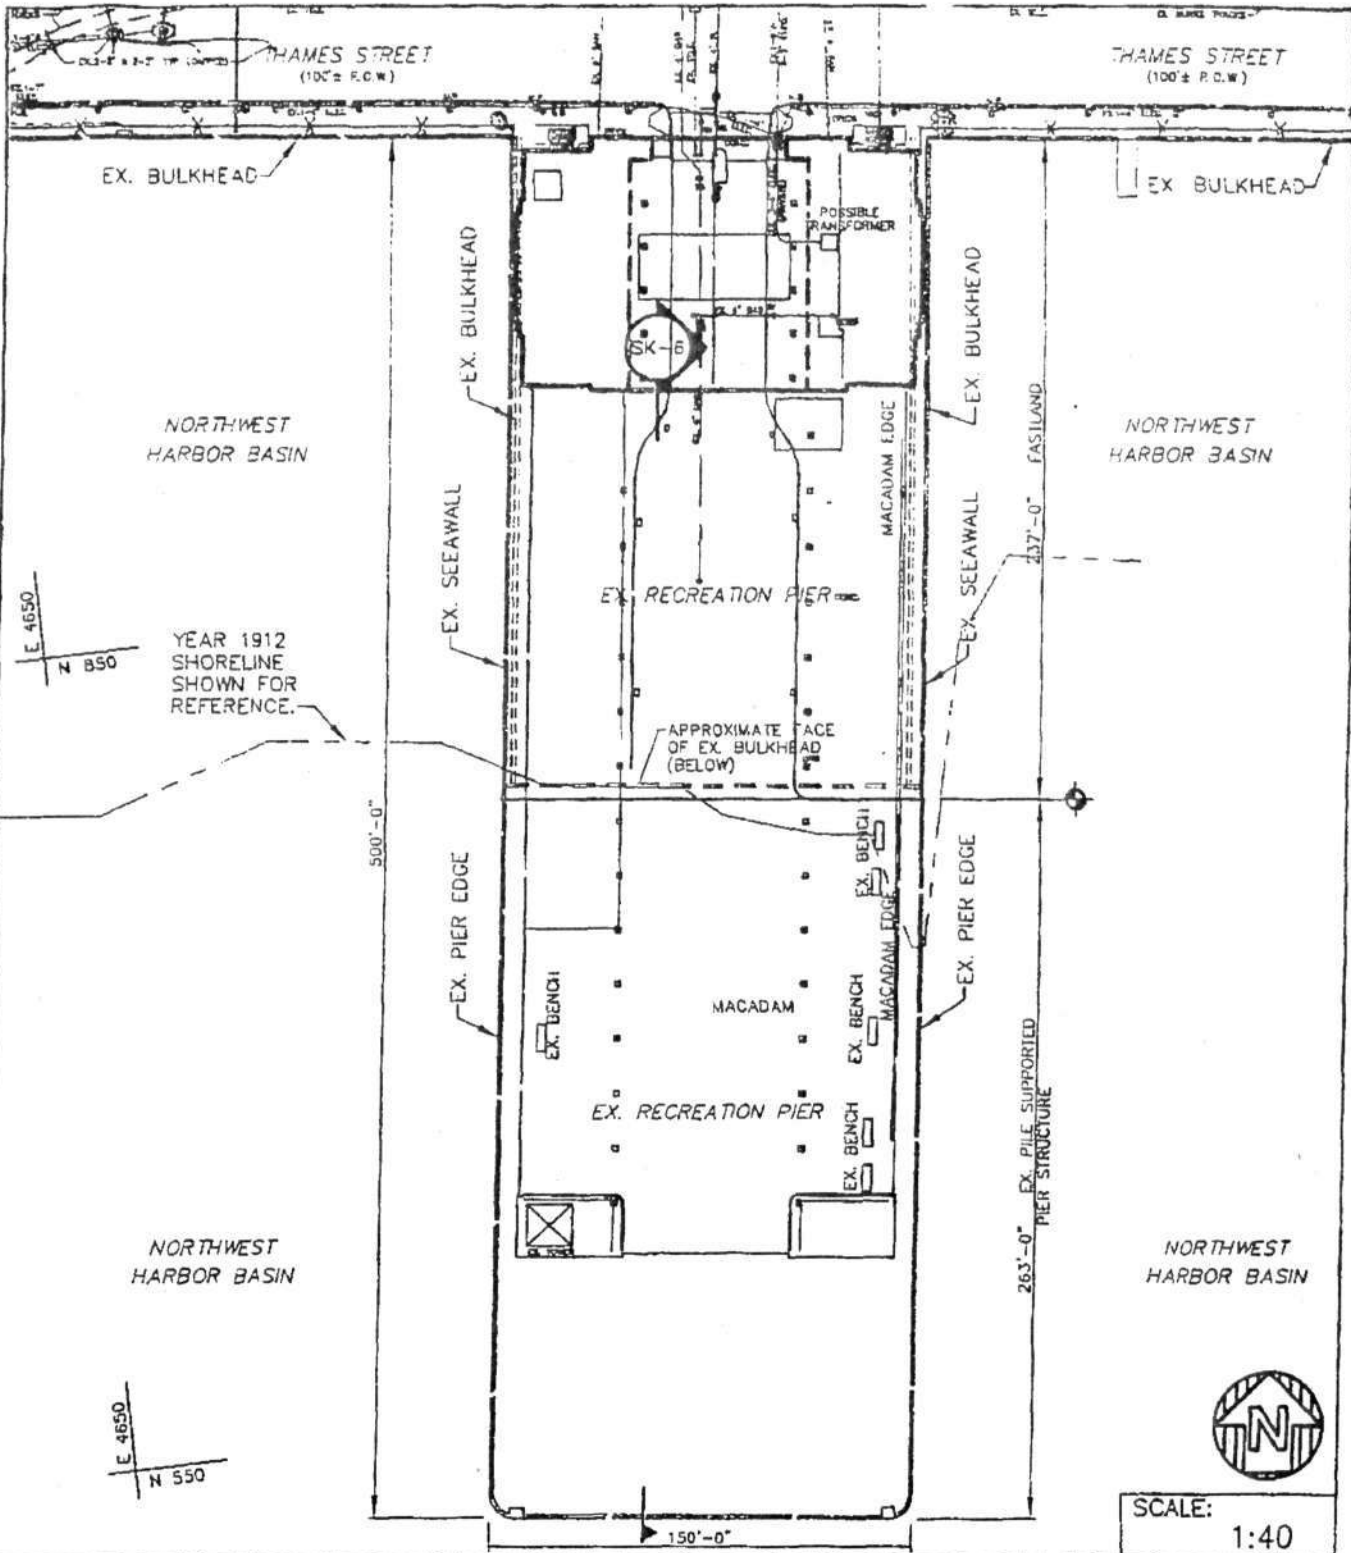 THAMES STREET
(100'± R.O.W.)
THAMES STREET
(100'± R.O.W.)
EX. BULKHEAD
EX. BULKHEAD
POSSIBLE
TRANSFORMER
EX. BULKHEAD
EX. BULKHEAD
SK-6
NORTHWEST
HARBOR BASIN
MACADAM EDGE
237'-0" FASTLAND
NORTHWEST
HARBOR BASIN
EX. SEEAWALL
EX. SEEAWALL
EX. RECREATION PIER
E 4650
N 850
YEAR 1912
SHORELINE
SHOWN FOR
REFERENCE.
APPROXIMATE FACE
OF EX. BULKHEAD
(BELOW)
500'-0"
EX. BENCH
EX. BENCH
EX. PIER EDGE
MACADAM EDGE
EX. PIER EDGE
EX. BENCH
MACADAM
EX. BENCH
EX. RECREATION PIER
EX. BENCH
EX. BENCH
263'-0" EX. PILE SUPPORTED
PIER STRUCTURE
NORTHWEST
HARBOR BASIN
NORTHWEST
HARBOR BASIN
E 4650
N 550
N
150'-0"
SCALE:
1:40